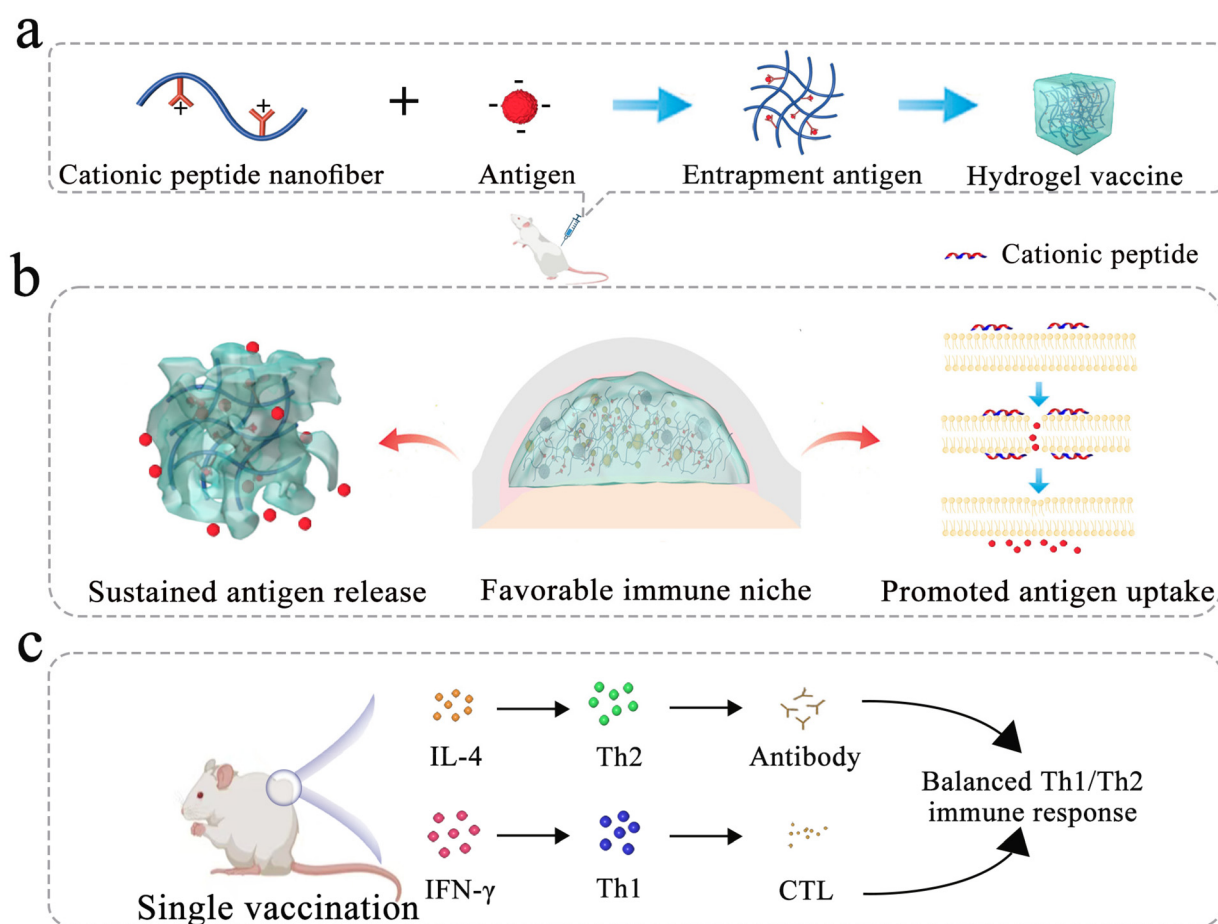 a
+
+
+
-
-
-
-
Cationic peptide nanofiber
Antigen
Entrapment antigen
Hydrogel vaccine
Cationic peptide
b
Sustained antigen release
Favorable immune niche
Promoted antigen uptake.
c
IL-4
Th2
Antibody
Balanced Th1/Th2
immune response
IFN-γ
Th1
CTL
Single vaccination